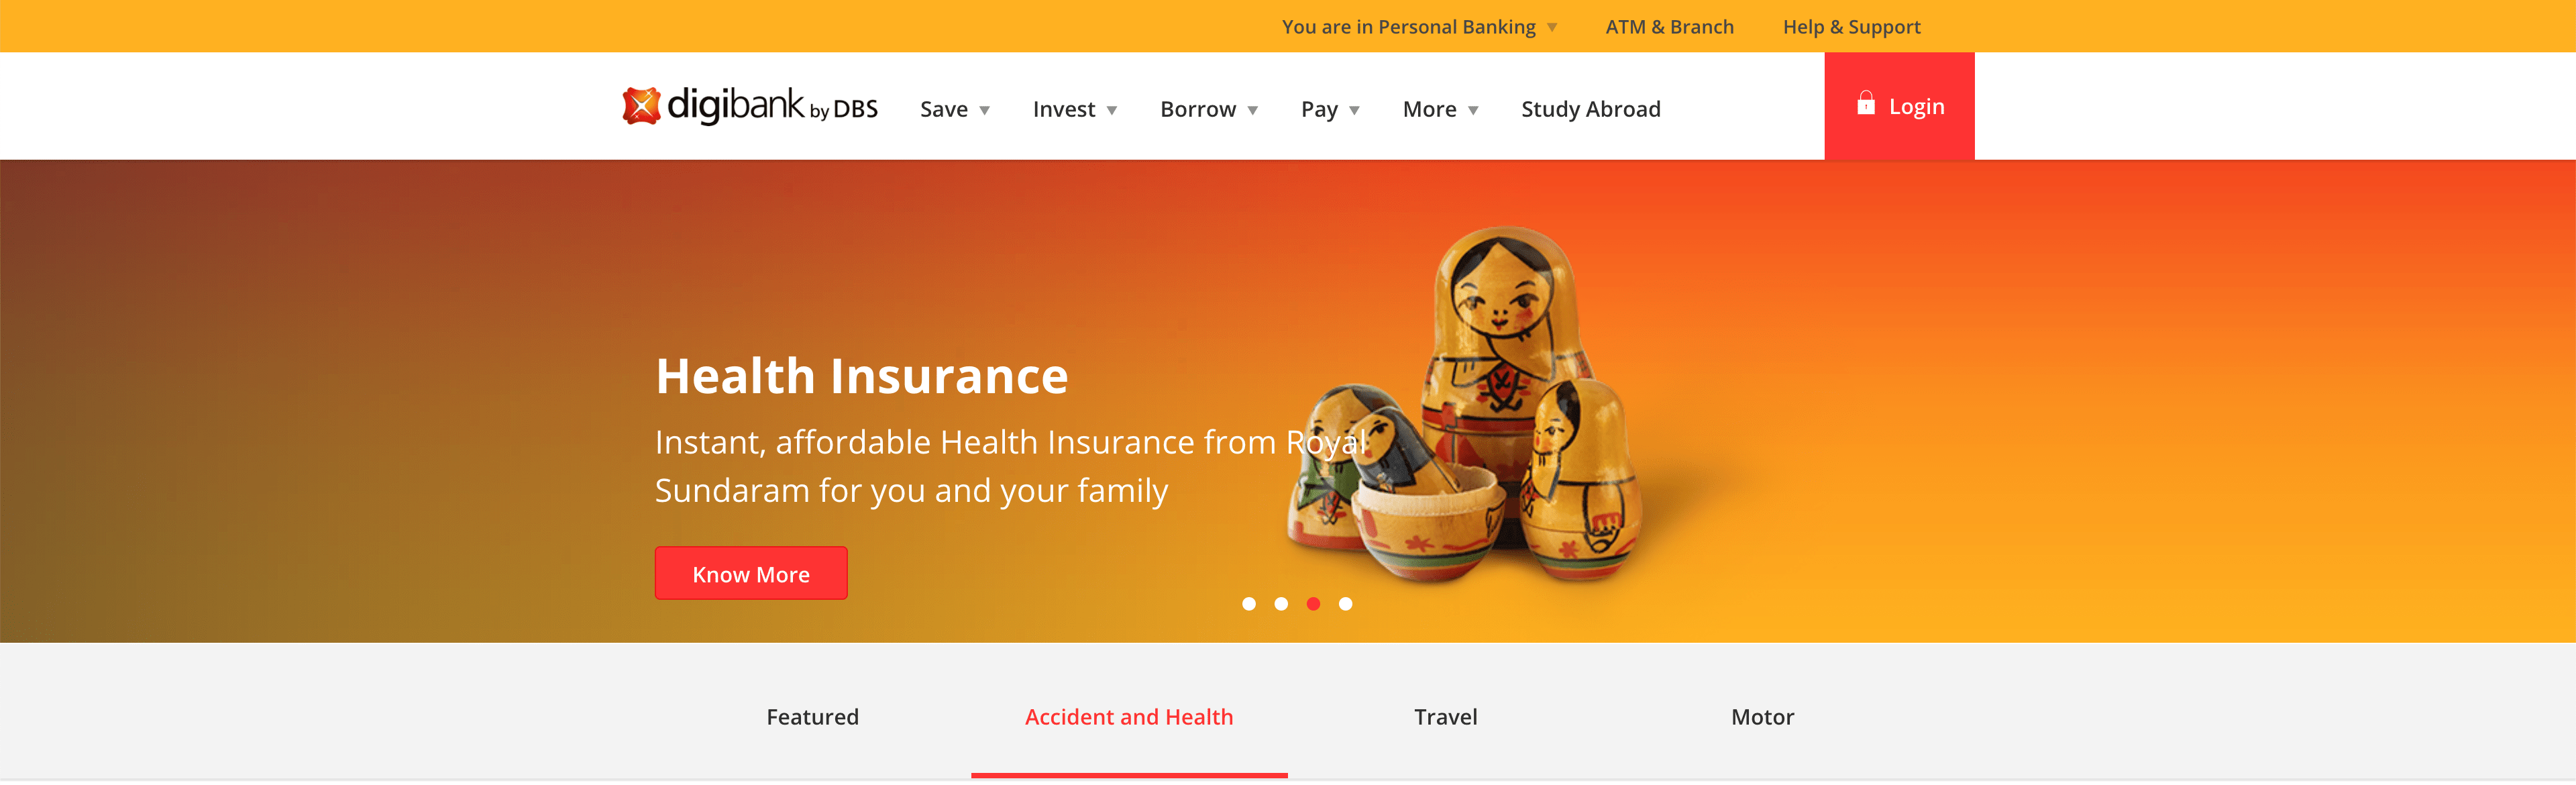 You are in Personal Banking ATM & Branch Help & Support
digibank by DBS Save Invest Borrow Pay More Study Abroad Login
Health Insurance
Instant, affordable Health Insurance from Royal
Sundaram for you and your family
Know More
Featured Accident and Health Travel Motor